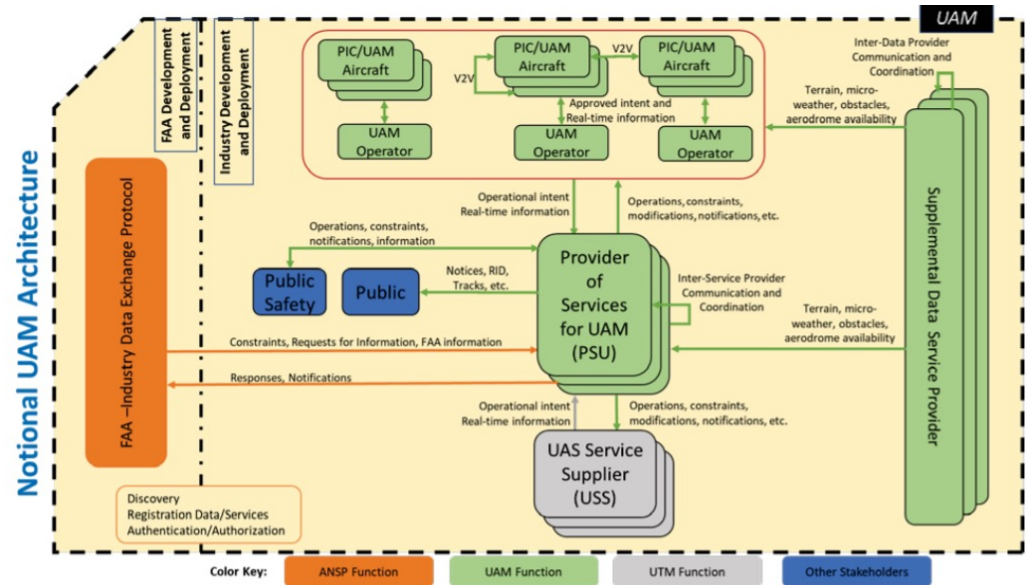 UAM
Notional UAM Architecture
FAA Development
and Deployment
Industry Development
and Deployment
PIC/UAM
Aircraft
V2V
PIC/UAM
Aircraft
V2V
PIC/UAM
Aircraft
Approved intent and
Real-time information
UAM
Operator
UAM
Operator
UAM
Operator
Inter-Data Provider
Communication and
Coordination
Terrain, micro-
weather, obstacles,
aerodrome availability
Supplemental Data Service Provider
FAA –Industry Data Exchange Protocol
Operational intent
Real-time information
Operations, constraints,
modifications, notifications, etc.
Operations, constraints,
notifications, information
Public
Safety
Public
Notices, RID,
Tracks, etc.
Provider
of
Services
for UAM
(PSU)
Inter-Service Provider
Communication and
Coordination
Terrain, micro-
weather, obstacles,
aerodrome availability
Constraints, Requests for Information, FAA information
Responses, Notifications
Operational intent
Real-time information
Operations, constraints,
modifications, notifications, etc.
UAS Service
Supplier
(USS)
Discovery
Registration Data/Services
Authentication/Authorization
Color Key:
ANSP Function
UAM Function
UTM Function
Other Stakeholders